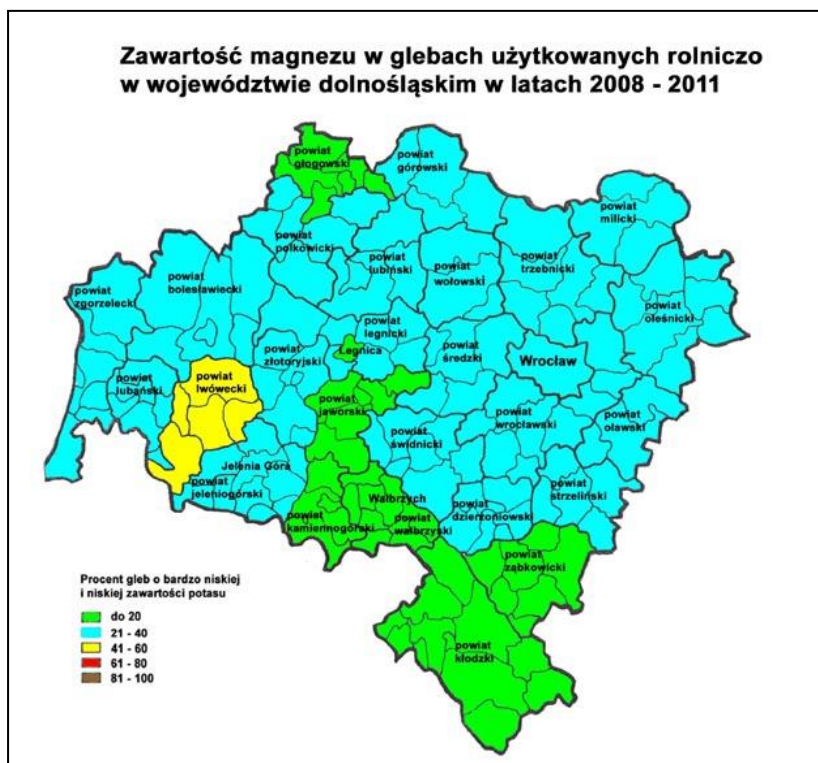 Zawartość magnezu w glebach użytkowanych rolniczo
w województwie dolnośląskim w latach 2008 - 2011
powiat
głogowski
powiat
górowski
powiat
milicki
powiat
polkowicki
powiat
lubiński
powiat
wołowski
powiat
trzebnicki
powiat
zgorzelecki
powiat
bolesławiecki
powiat
oleśnicki
powiat
legnicki
Legnica
powiat
złotoryjski
powiat
średzki
Wrocław
powiat
lubański
powiat
lwówecki
powiat
jaworski
powiat
świdnicki
powiat
wrocławski
powiat
oławski
Jelenia Góra
powiat
jeleniogórski
Wałbrzych
powiat
kamiennogórski
powiat
wałbrzyski
powiat
dzierżoniowski
powiat
strzeliński
powiat
ząbkowicki
powiat
kłodzki
Procent gleb o bardzo niskiej
i niskiej zawartości potasu
do 20
21 - 40
41 - 60
61 - 80
81 - 100